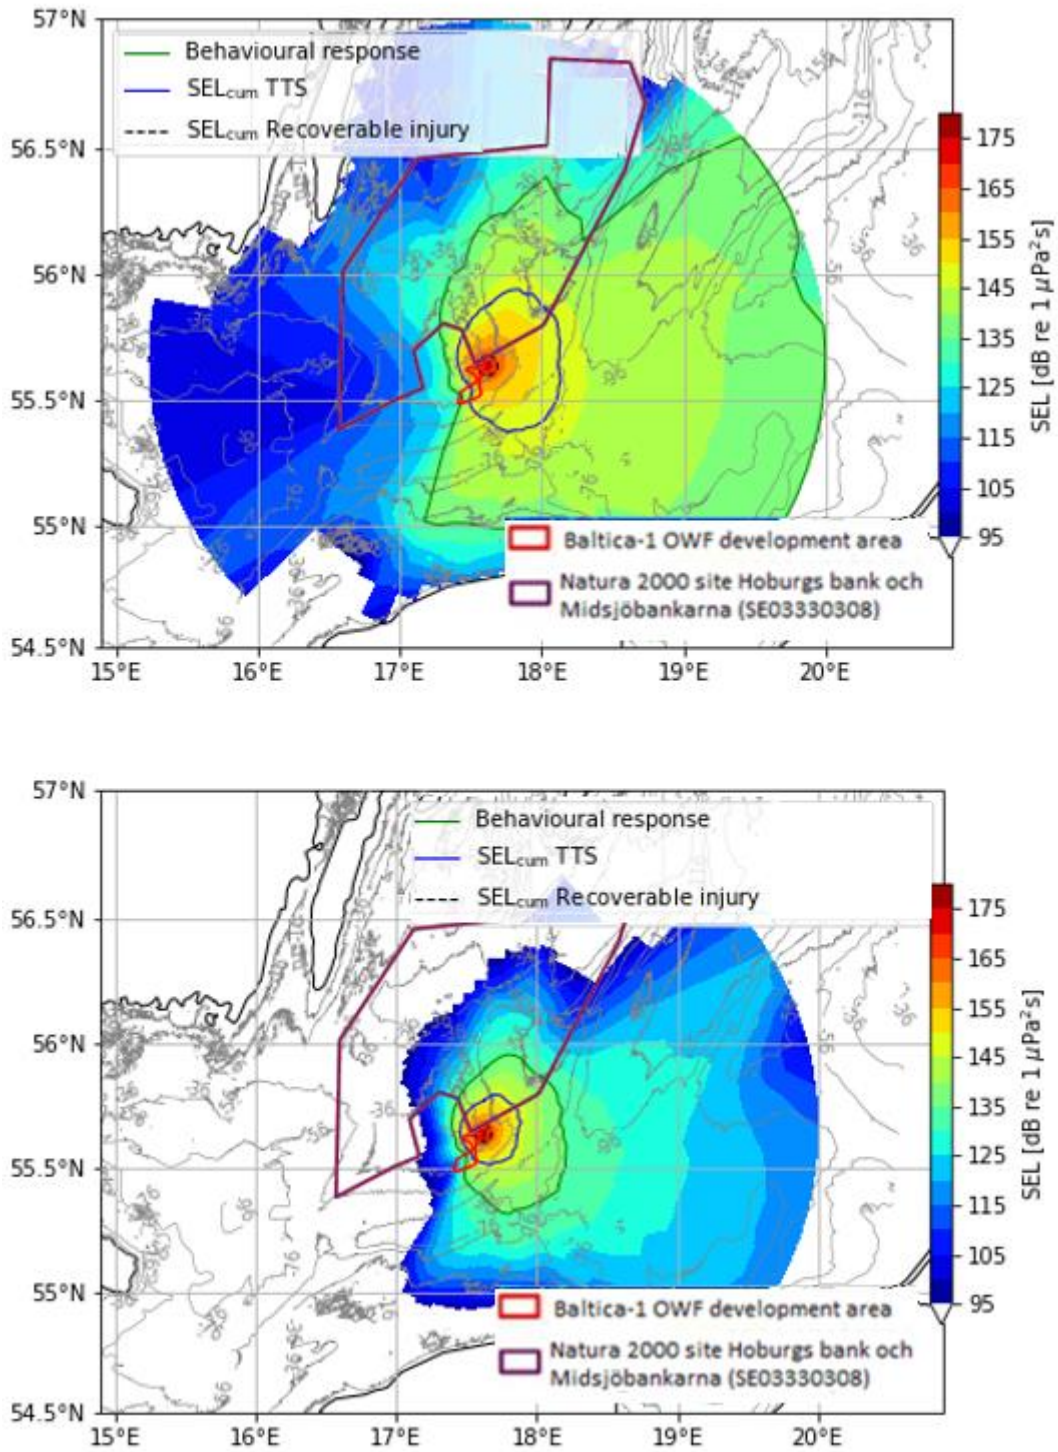 57°N
Behavioural response
SELcum TTS
SELcum Recoverable injury
56.5°N
56°N
55.5°N
55°N
54.5°N
15°E 16°E 17°E 18°E 19°E 20°E
175
165
155
145
135
125
115
105
95
SEL [dB re 1 μPa²s]
Baltica-1 OWF development area
Natura 2000 site Hoburgs bank och
Midsjöbankarna (SE03330308)
57°N
Behavioural response
SELcum TTS
SELcum Recoverable injury
56.5°N
56°N
55.5°N
55°N
54.5°N
15°E 16°E 17°E 18°E 19°E 20°E
175
165
155
145
135
125
115
105
95
SEL [dB re 1 μPa²s]
Baltica-1 OWF development area
Natura 2000 site Hoburgs bank och
Midsjöbankarna (SE03330308)